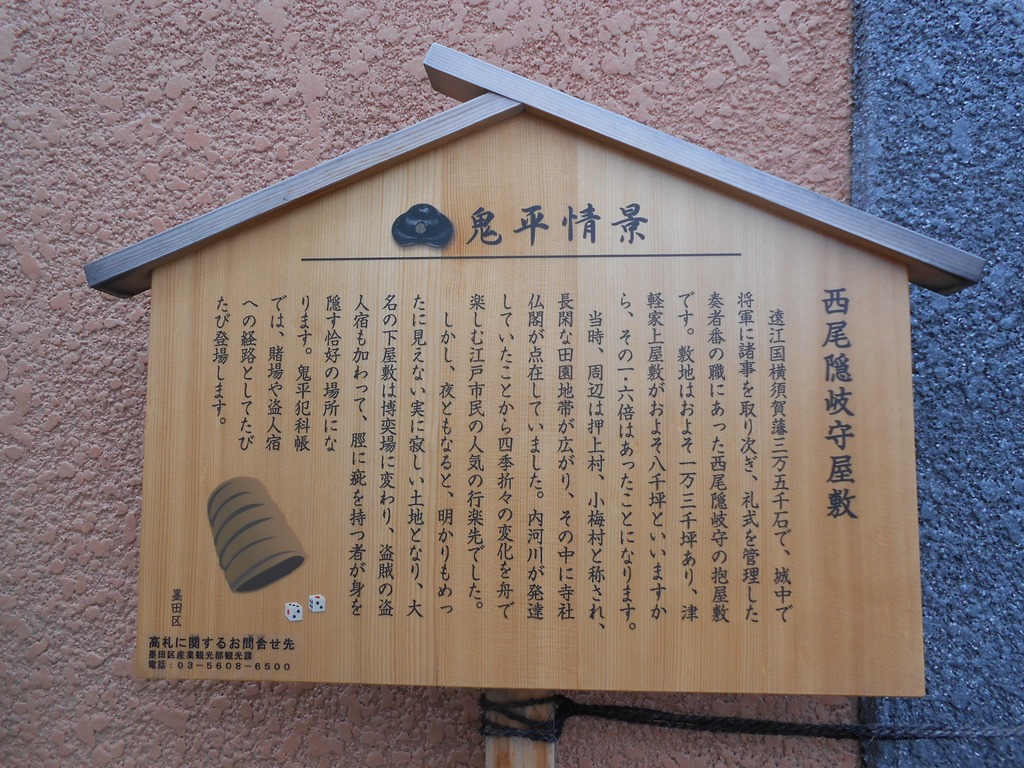 鬼平情景
西尾隠岐守屋敷
遠江国横須賀藩三万五千石で、城中で
将軍に諸事を取り次ぎ、礼式を管理した
奏者番の職にあった西尾隠岐守の抱屋敷
です。敷地はおよそ一万三千坪あり、津
軽家上屋敷がおよそ八千坪といいますか
ら、その一・六倍はあったことになります。
当時、周辺は押上村、小梅村と称され、
長閑な田園地帯が広がり、その中に寺社
仏閣が点在していました。内河川が発達
していたことから四季折々の変化を舟で
楽しむ江戸市民の人気の行楽先でした。
しかし、夜ともなると、明かりもめっ
たに見えない実に寂しい土地となり、大
名の下屋敷は博奕場に変わり、盗賊の盗
人宿も加わって、脛に疵を持つ者が身を
隠す恰好の場所にな
ります。鬼平犯科帳
では、賭場や盗人宿
への経路としてたび
たび登場します。
墨田区
高札に関するお問合せ先
墨田区産業観光部観光課
電話：03-5608-6500